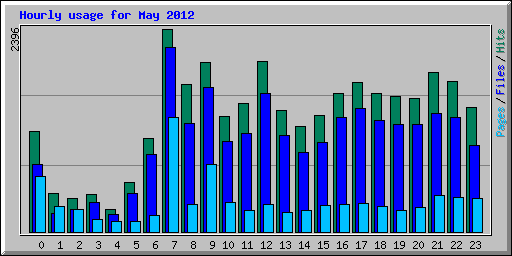 Hourly usage for May 2012
2396
Pages / Files / Hits
0 1 2 3 4 5 6 7 8 9 10 11 12 13 14 15 16 17 18 19 20 21 22 23